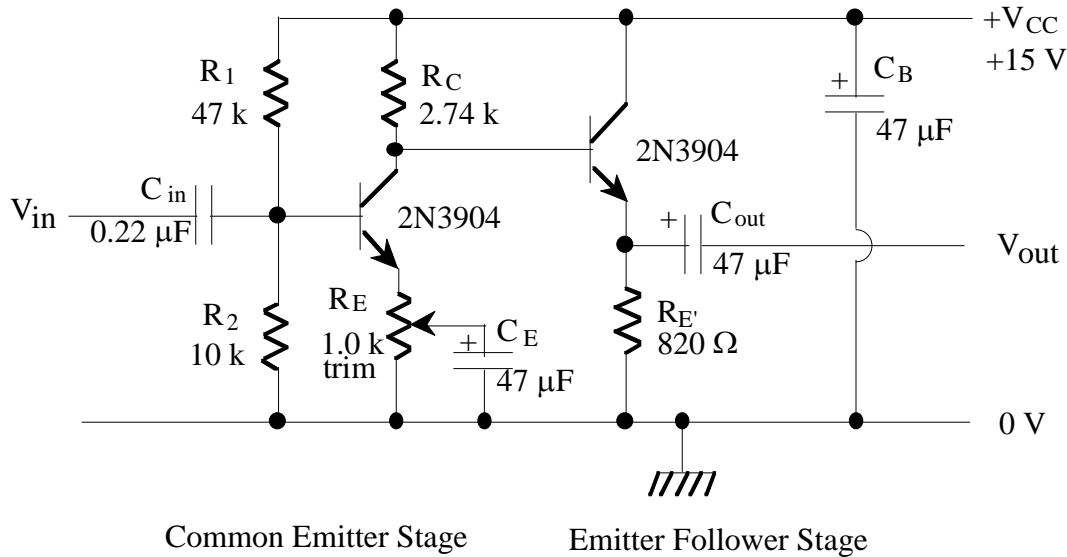 +V_CC
+15 V
R_1
47 k
R_C
2.74 k
C_B
+
47 μF
2N3904
C_in
V_in
0.22 μF
2N3904
+
C_out
47 μF
V_out
R_2
10 k
R_E
1.0 k
trim
+
C_E
47 μF
R_E'
820 Ω
0 V
Common Emitter Stage
Emitter Follower Stage